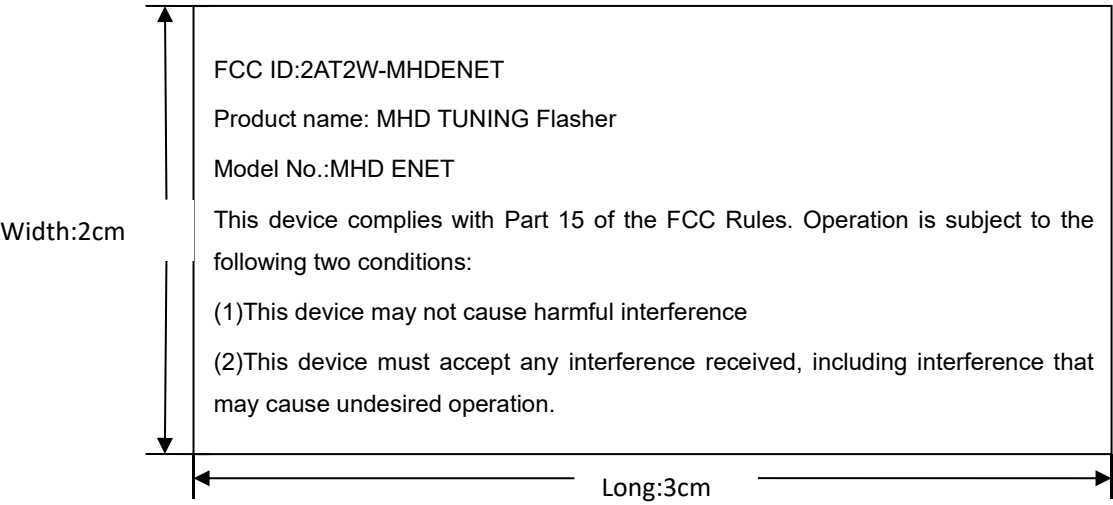 FCC ID:2AT2W-MHDENET
Product name: MHD TUNING Flasher
Model No.:MHD ENET
This device complies with Part 15 of the FCC Rules. Operation is subject to the
following two conditions:
(1)This device may not cause harmful interference
(2)This device must accept any interference received, including interference that
may cause undesired operation.
Width:2cm
Long:3cm